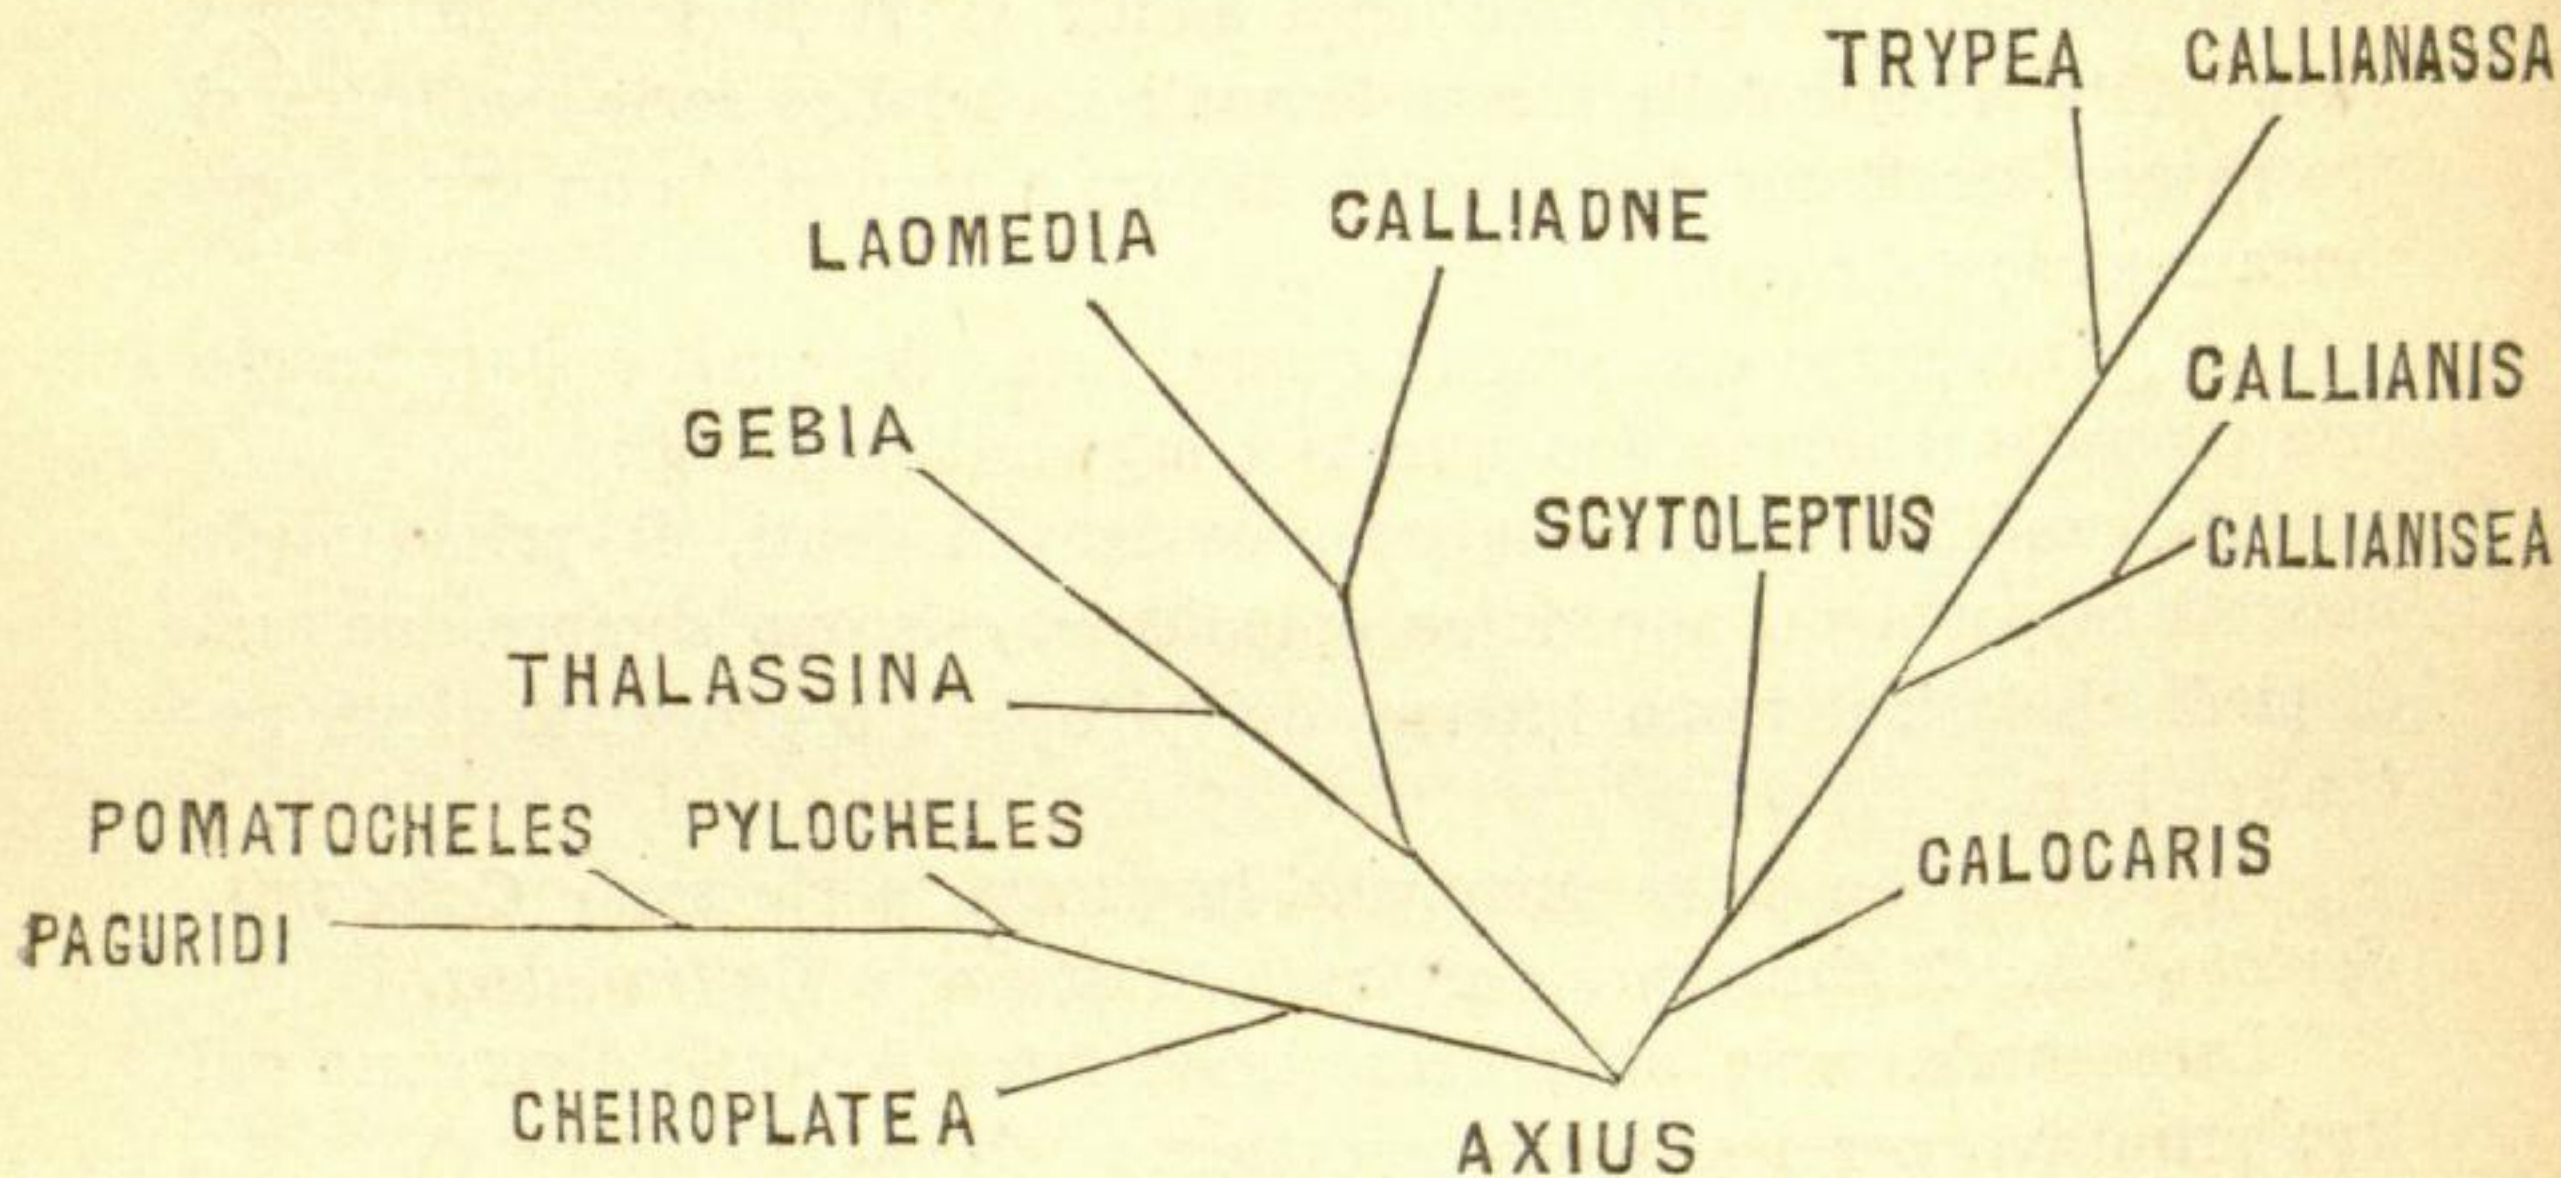 TRYPEA CALLIANASSA
LAOMEDIA CALLIADNE
CALLIANIS
GEBIA
SCYTOLEPTUS
CALLIANISEA
THALASSINA
POMATOCHELES PYLOCHELES
CALOCARIS
PAGURIDI
CHEIROPLATEA
AXIUS